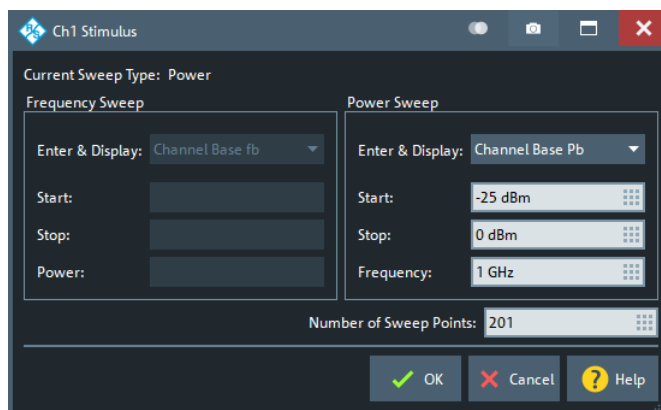 R&S Ch1 Stimulus
Current Sweep Type: Power
Frequency Sweep
Enter & Display: Channel Base fb
Start:
Stop:
Power:
Power Sweep
Enter & Display: Channel Base Pb
Start: -25 dBm
Stop: 0 dBm
Frequency: 1 GHz
Number of Sweep Points: 201
OK Cancel ? Help